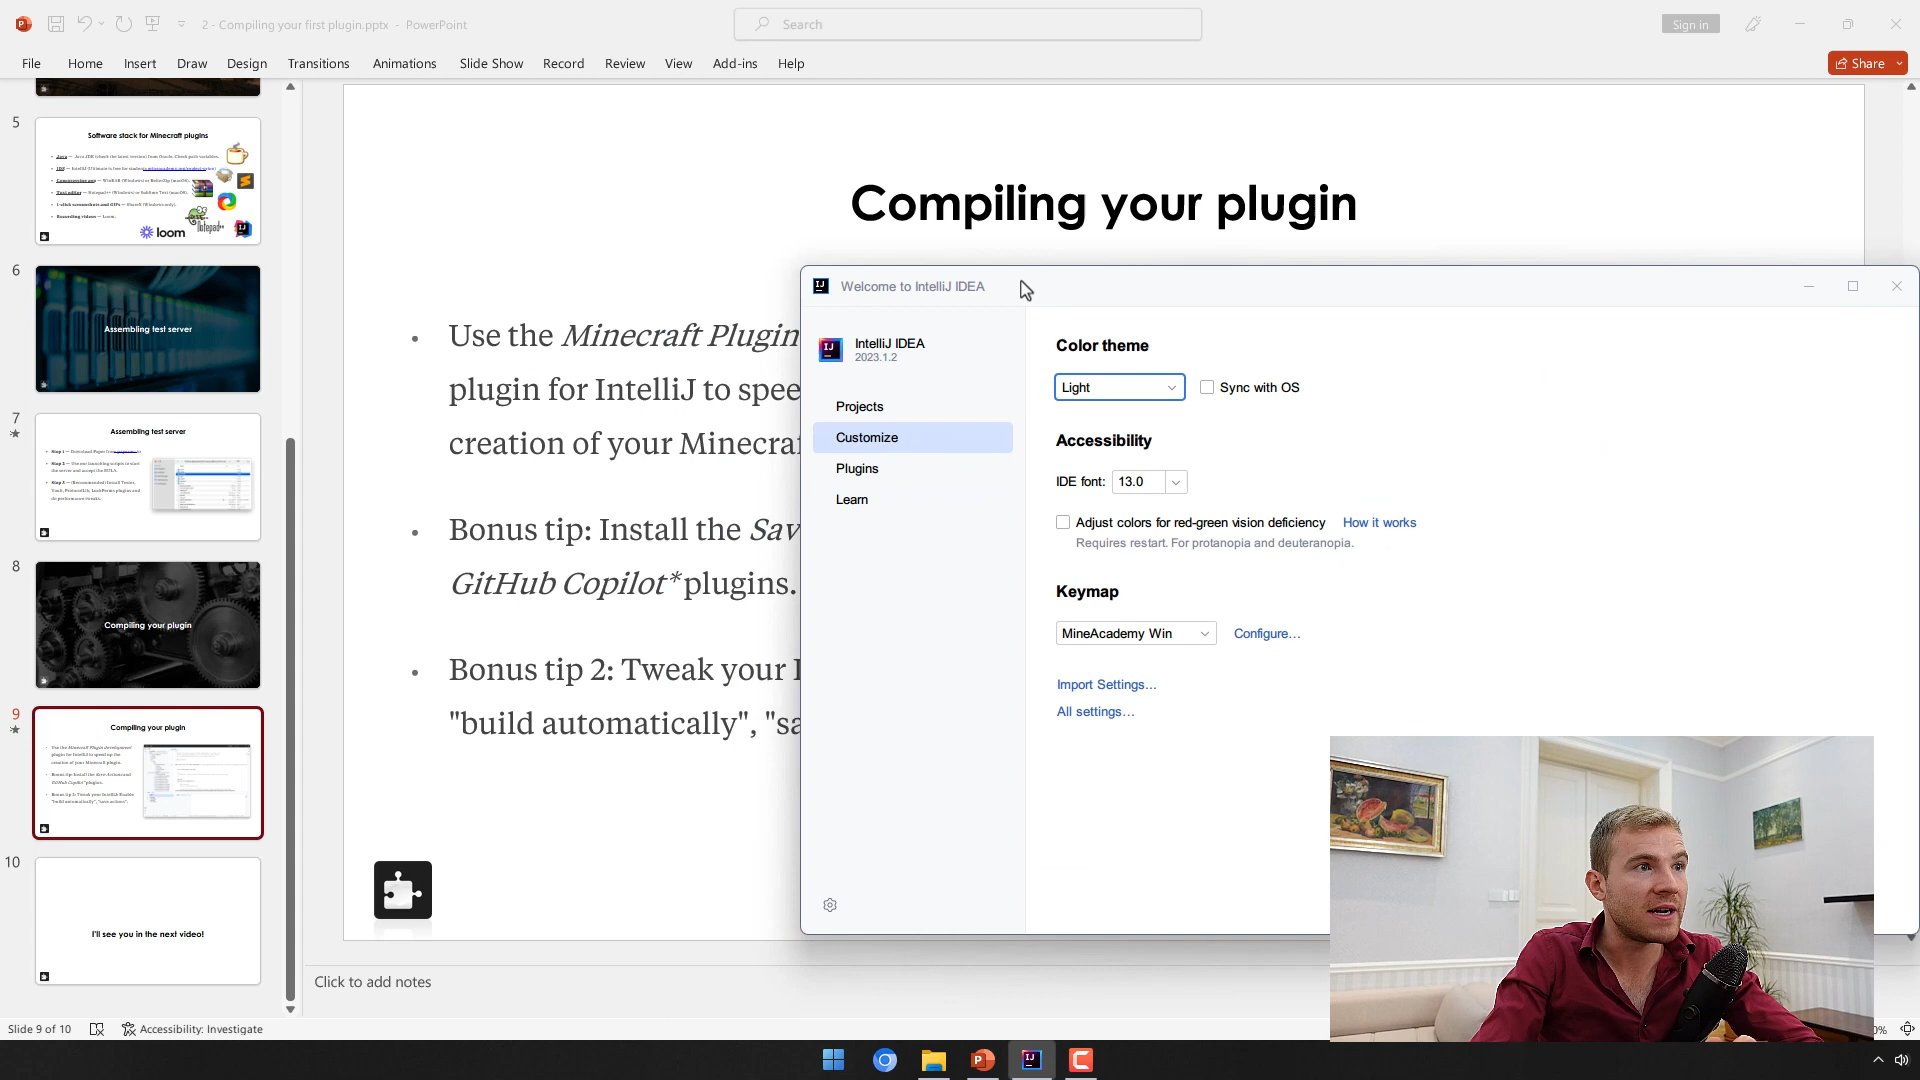 2 - Compiling your first plugin.pptx - PowerPoint
Search
Sign in
File Home Insert Draw Design Transitions Animations Slide Show Record Review View Add-ins Help
Share
5
Software stack for Minecraft plugins
loom
6
Assembling test server
7
Assembling test server
8
Compiling your plugin
9
Compiling your plugin
10
I'll see you in the next video!
Compiling your plugin
Use the Minecraft Plugin
plugin for IntelliJ to spee
creation of your Minecraf
Bonus tip: Install the Sav
GitHub Copilot* plugins.
Bonus tip 2: Tweak your I
"build automatically", "sa
Welcome to IntelliJ IDEA
IntelliJ IDEA
2023.1.2
Projects
Customize
Plugins
Learn
Color theme
Light
Sync with OS
Accessibility
IDE font: 13.0
Adjust colors for red-green vision deficiency How it works
Requires restart. For protanopia and deuteranopia.
Keymap
MineAcademy Win
Configure...
Import Settings...
All settings...
Click to add notes
Slide 9 of 10
Accessibility: Investigate